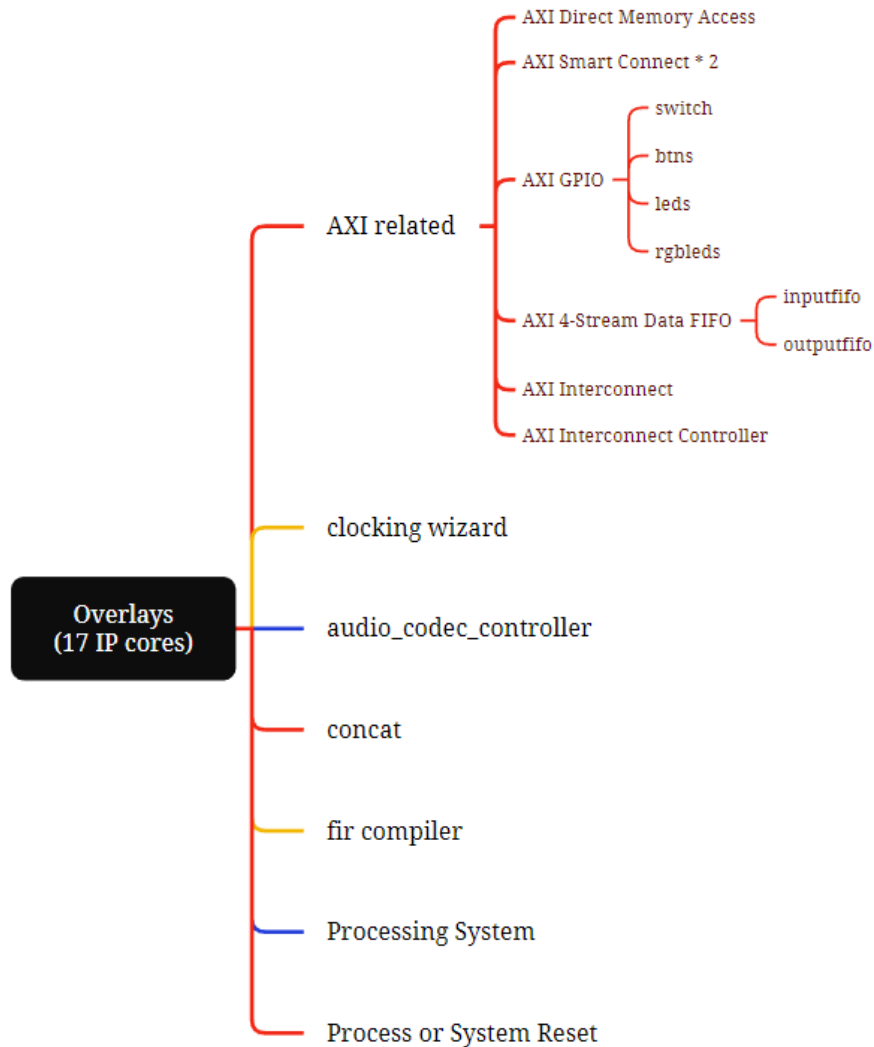 Overlays
(17 IP cores)
AXI related
AXI Direct Memory Access
AXI Smart Connect * 2
AXI GPIO
switch
btns
leds
rgbleds
AXI 4-Stream Data FIFO
inputfifo
outputfifo
AXI Interconnect
AXI Interconnect Controller
clocking wizard
audio_codec_controller
concat
fir compiler
Processing System
Process or System Reset